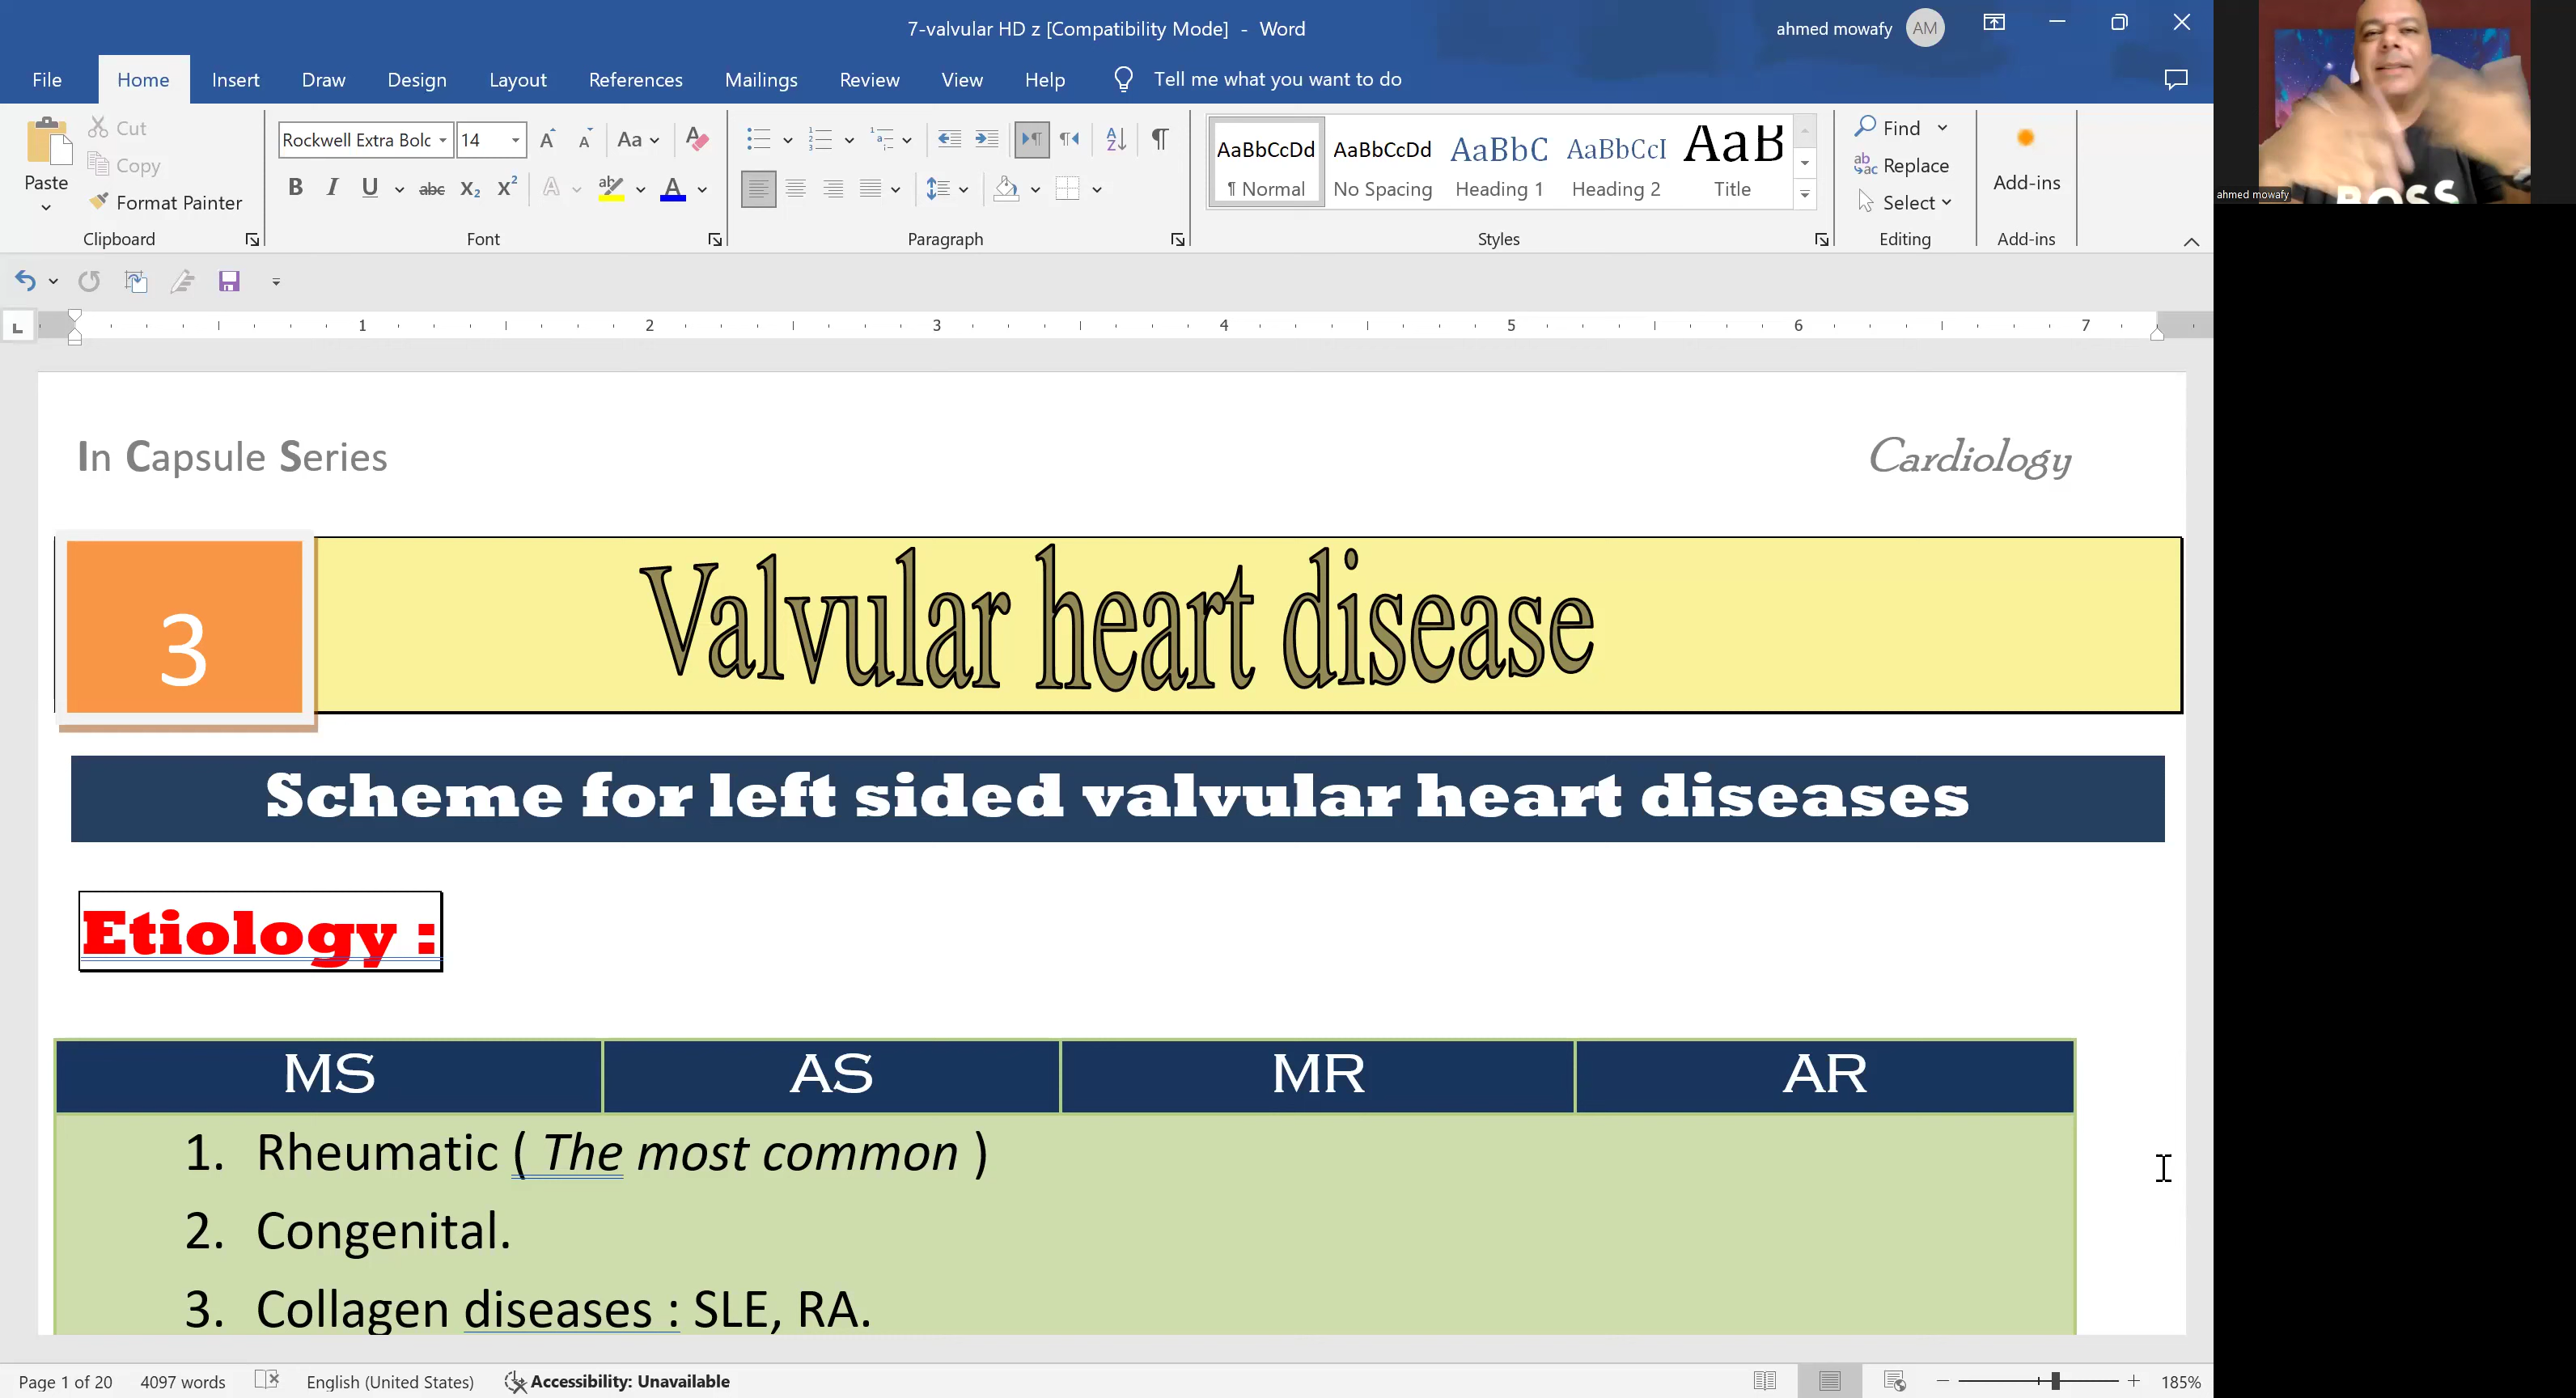 7-valvular HD z [Compatibility Mode] - Word
ahmed mowafy AM
File Home Insert Draw Design Layout References Mailings Review View Help Tell me what you want to do
Paste
Cut
Copy
Format Painter
Clipboard
Rockwell Extra Bolc 14
Font
Paragraph
AaBbCcDd AaBbCcDd AaBbC AaBbCcI AaB
¶ Normal No Spacing Heading 1 Heading 2 Title
Styles
Find
Replace
Select
Editing
Add-ins
Add-ins
ahmed mowafy
BOSS
1 2 3 4 5 6 7
In Capsule Series
Cardiology
3
Valvular heart disease
Scheme for left sided valvular heart diseases
Etiology :
MS AS MR AR
1. Rheumatic ( The most common )
2. Congenital.
3. Collagen diseases : SLE, RA.
Page 1 of 20 4097 words English (United States) Accessibility: Unavailable 185%